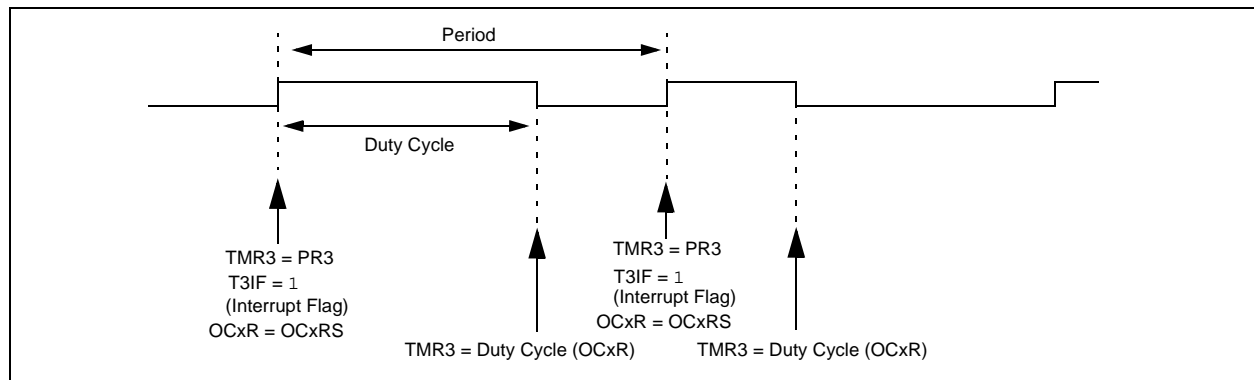 Period
Duty Cycle
TMR3 = PR3
T3IF = 1
(Interrupt Flag)
OCxR = OCxRS
TMR3 = Duty Cycle (OCxR)
TMR3 = PR3
T3IF = 1
(Interrupt Flag)
OCxR = OCxRS
TMR3 = Duty Cycle (OCxR)